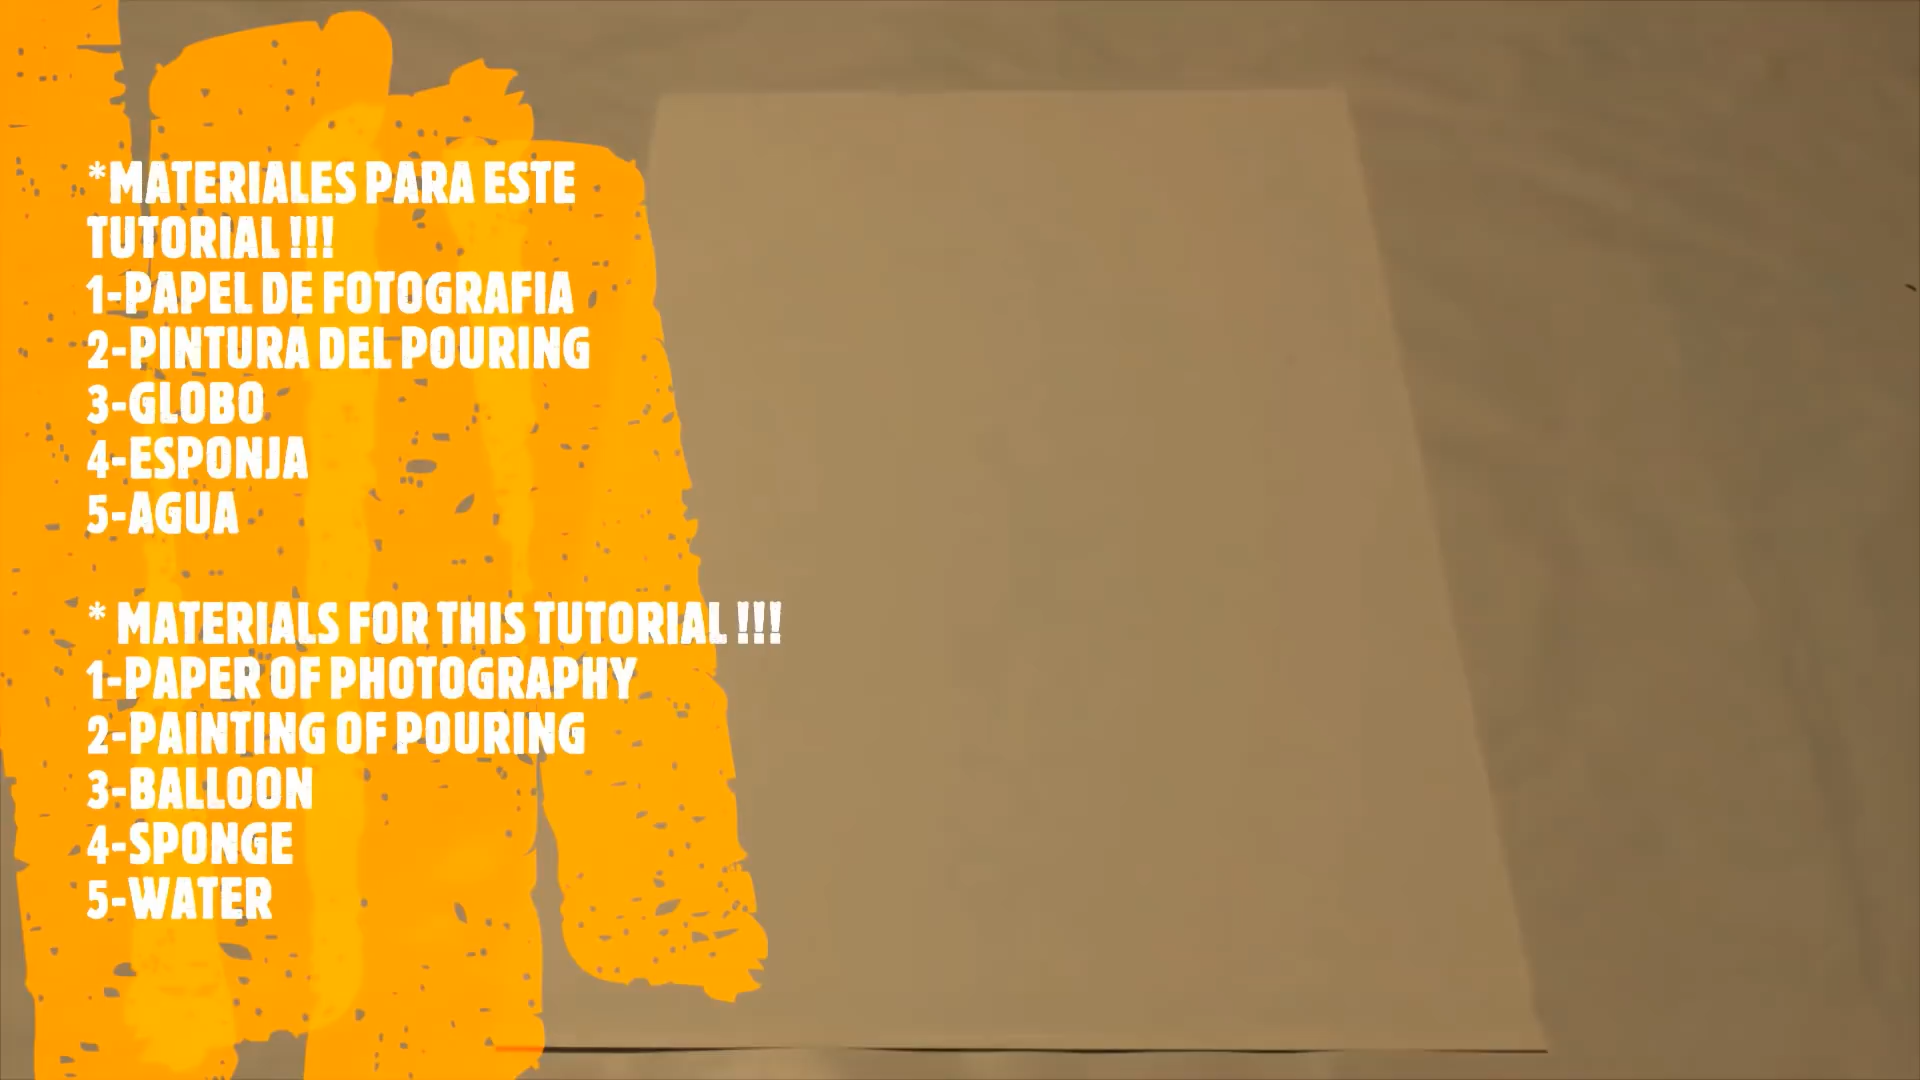 *MATERIALES PARA ESTE
TUTORIAL !!!
1-PAPEL DE FOTOGRAFIA
2-PINTURA DEL POURING
3-GLOBO
4-ESPONJA
5-AGUA
* MATERIALS FOR THIS TUTORIAL !!!
1-PAPER OF PHOTOGRAPHY
2-PAINTING OF POURING
3-BALLOON
4-SPONGE
5-WATER